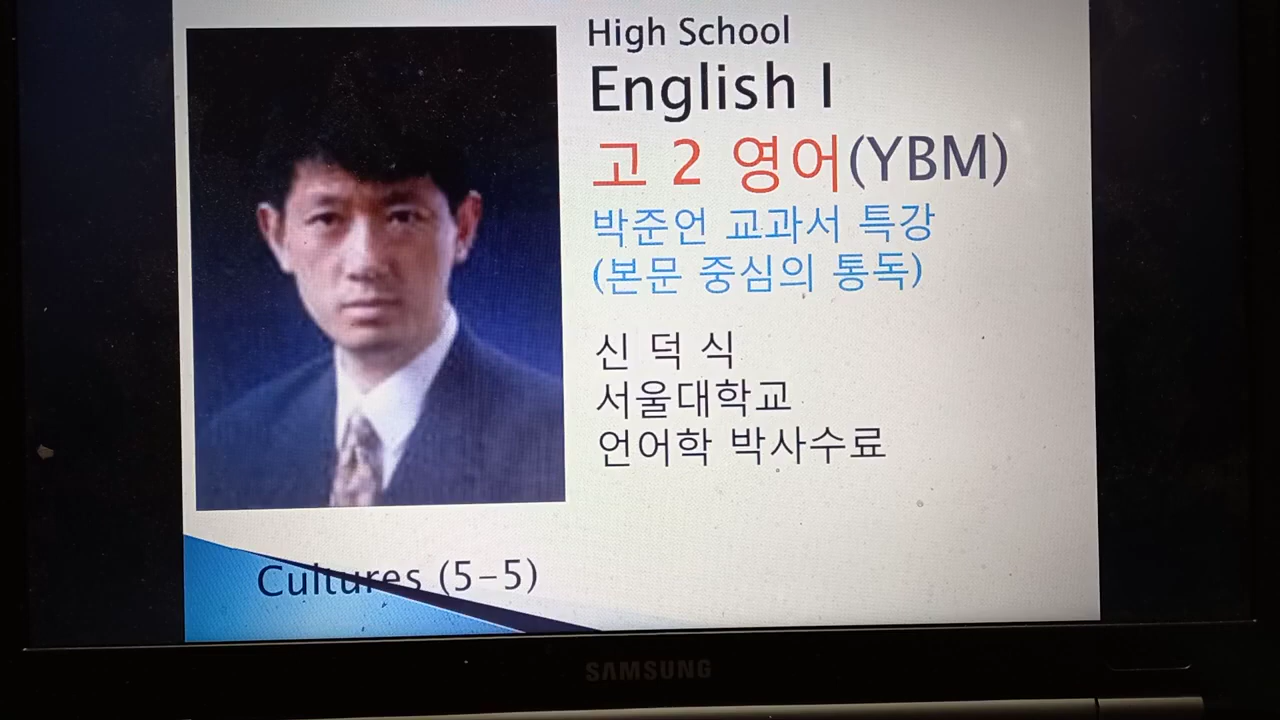 High School
English I
고 2 영어(YBM)
박준언 교과서 특강
(본문 중심의 통독)
신 덕 식
서울대학교
언어학 박사수료
Cultures (5-5)
SAMSUNG